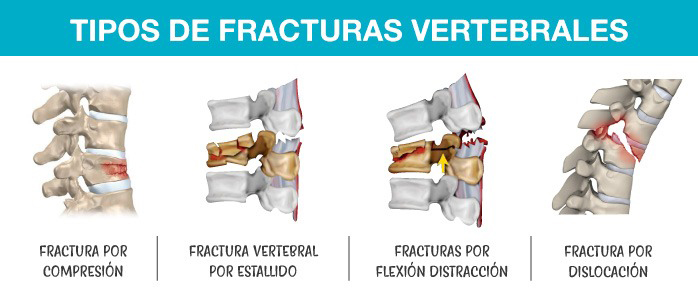 TIPOS DE FRACTURAS VERTEBRALES
FRACTURA POR
COMPRESIÓN
FRACTURA VERTEBRAL
POR ESTALLIDO
FRACTURAS POR
FLEXIÓN DISTRACCIÓN
FRACTURA POR
DISLOCACIÓN